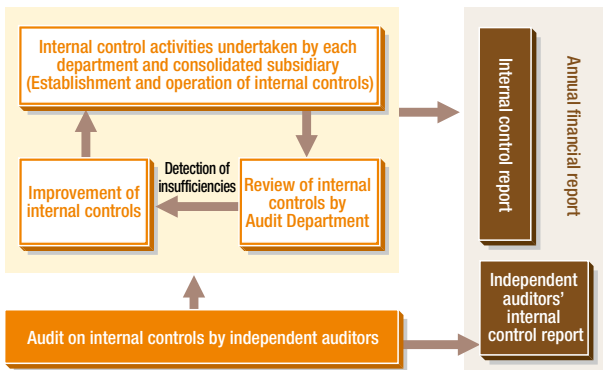 Internal control activities undertaken by each
department and consolidated subsidiary
(Establishment and operation of internal controls)
Detection of
insufficiencies
Improvement of
internal controls
Review of internal
controls by
Audit Department
Audit on internal controls by independent auditors
Internal control report
Annual financial report
Independent
auditors'
internal
control report